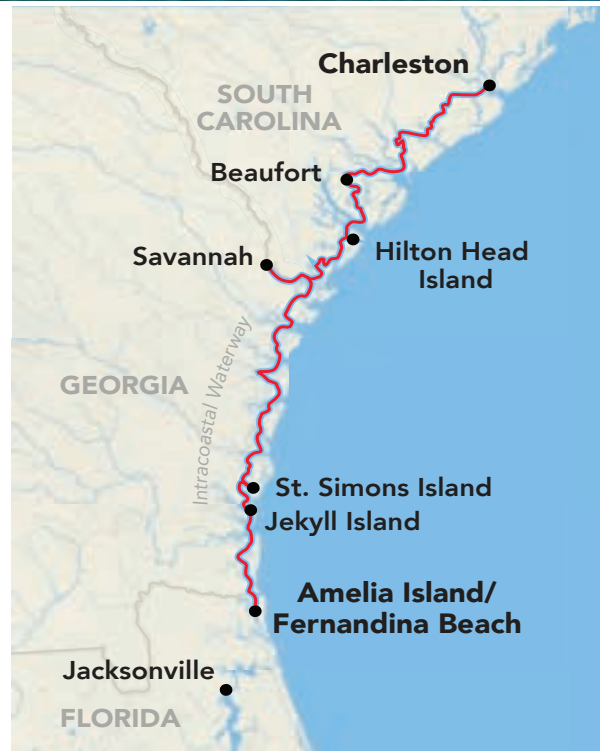 Charleston
SOUTH
CAROLINA
Beaufort
Hilton Head
Island
Savannah
Intracoastal Waterway
GEORGIA
St. Simons Island
Jekyll Island
Amelia Island/
Fernandina Beach
Jacksonville
FLORIDA